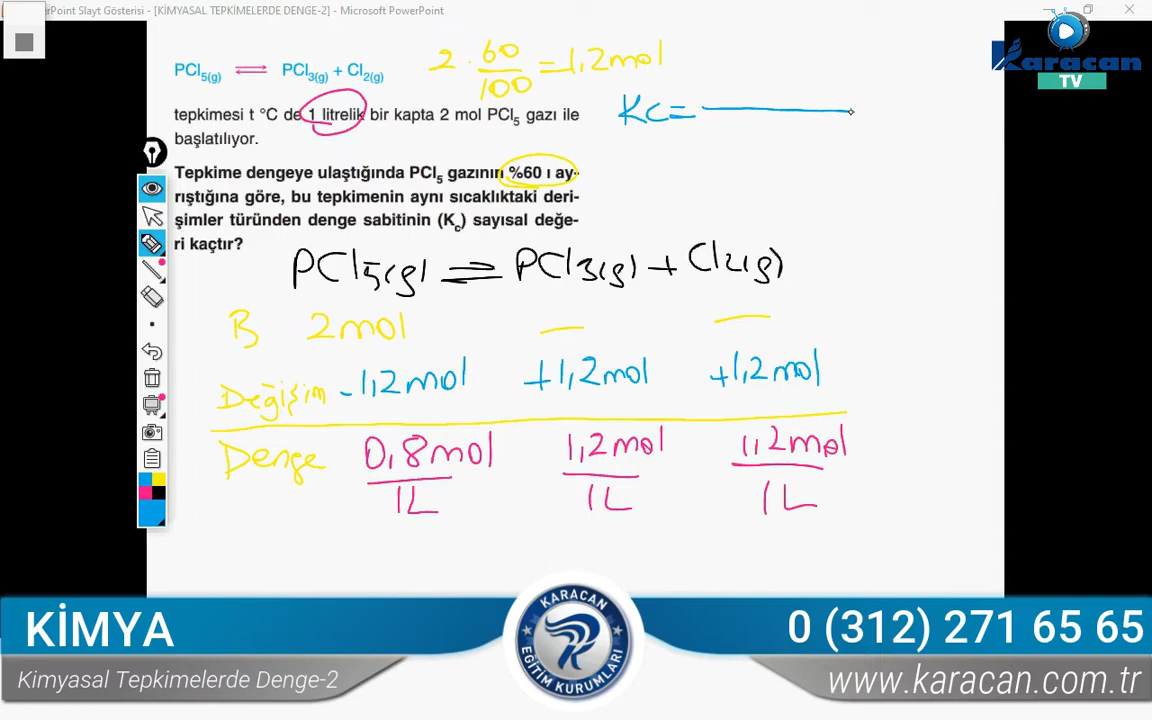 PowerPoint Slayt Gösterisi - [KİMYASAL TEPKİMELERDE DENGE-2] - Microsoft PowerPoint
Karacan
TV
PCl5(g) ⇌ PCl3(g) + Cl2(g)
2 . 60/100 = 1,2mol
KC=
tepkimesi t °C de 1 litrelik bir kapta 2 mol PCl5 gazı ile
başlatılıyor.
Tepkime dengeye ulaştığında PCl5 gazının %60 ı ay-
rıştığına göre, bu tepkimenin aynı sıcaklıktaki deri-
şimler türünden denge sabitinin (Kc) sayısal değe-
ri kaçtır?
PCl5(g) ⇌ PCl3(g) + Cl2(g)
B 2mol — —
Değişim -1,2mol +1,2mol +1,2mol
Denge 0,8mol 1,2mol 1,2mol
1L 1L 1L
KİMYA
Kimyasal Tepkimelerde Denge-2
KARACAN
EĞİTİM KURUMLARI
0 (312) 271 65 65
www.karacan.com.tr